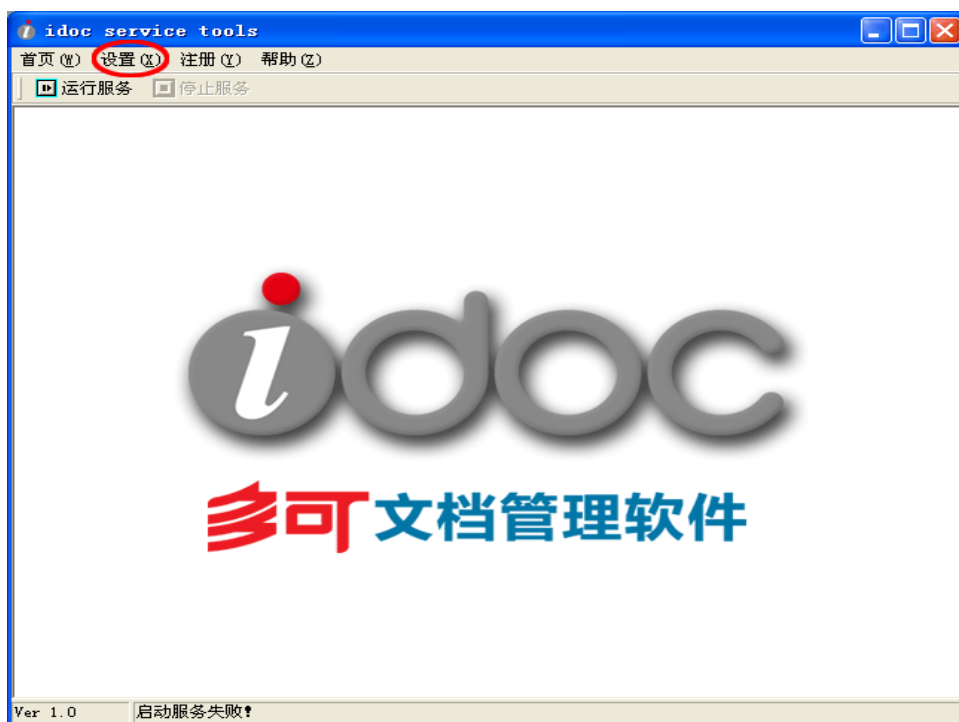 idoc service tools
首页(W) 设置(X) 注册(Y) 帮助(Z)
运行服务 停止服务
idoc
多可文档管理软件
Ver 1.0 启动服务失败!